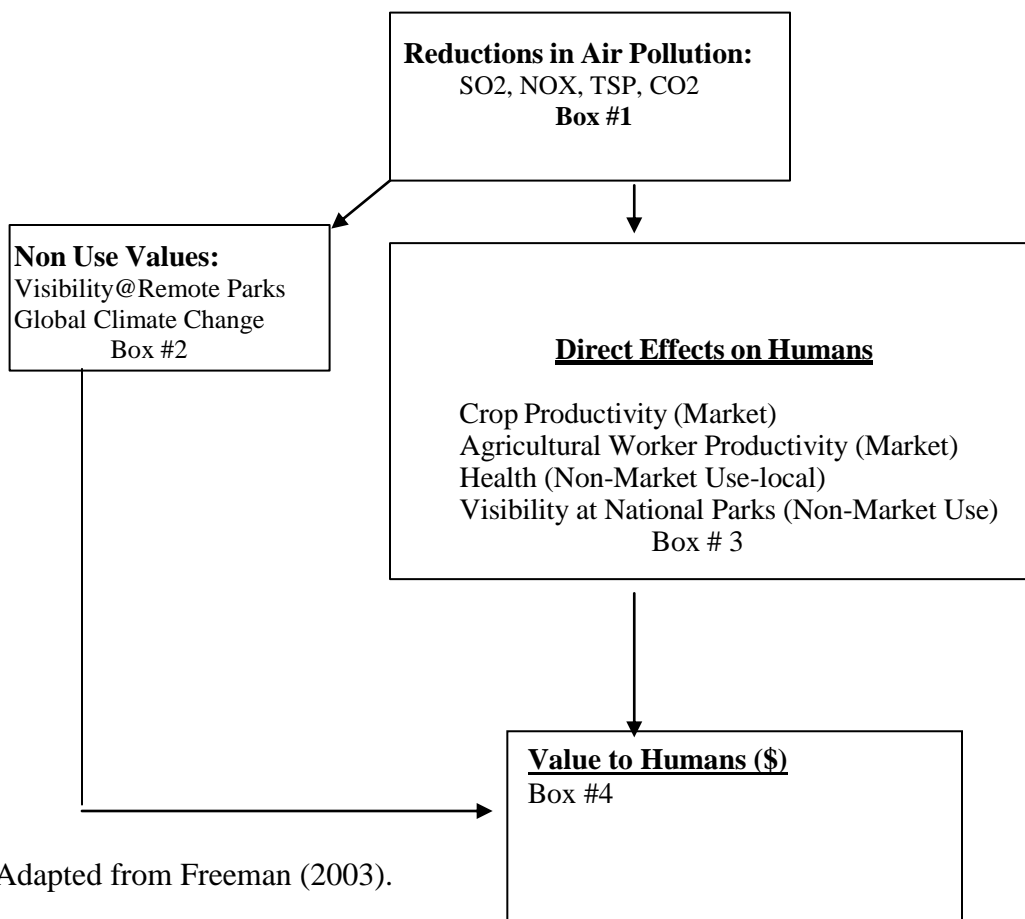 Reductions in Air Pollution:
SO2, NOX, TSP, CO2
Box #1
Non Use Values:
Visibility@Remote Parks
Global Climate Change
Box #2
Direct Effects on Humans
Crop Productivity (Market)
Agricultural Worker Productivity (Market)
Health (Non-Market Use-local)
Visibility at National Parks (Non-Market Use)
Box # 3
Value to Humans ($)
Box #4
Adapted from Freeman (2003).